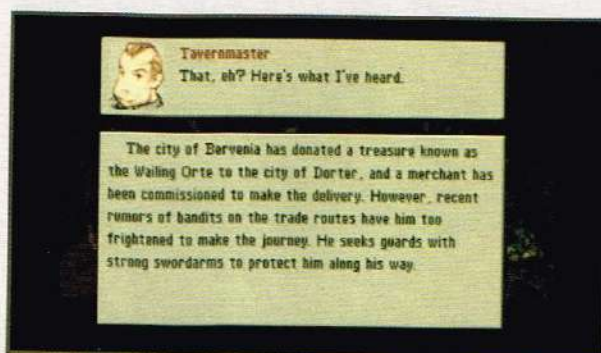 Tavernmaster
That, eh? Here's what I've heard.
The city of Bervenia has donated a treasure known as
the Wailing Orte to the city of Dorter, and a merchant has
been commissioned to make the delivery. However, recent
rumors of bandits on the trade routes have him too
frightened to make the journey. He seeks guards with
strong swordarms to protect him along his way.